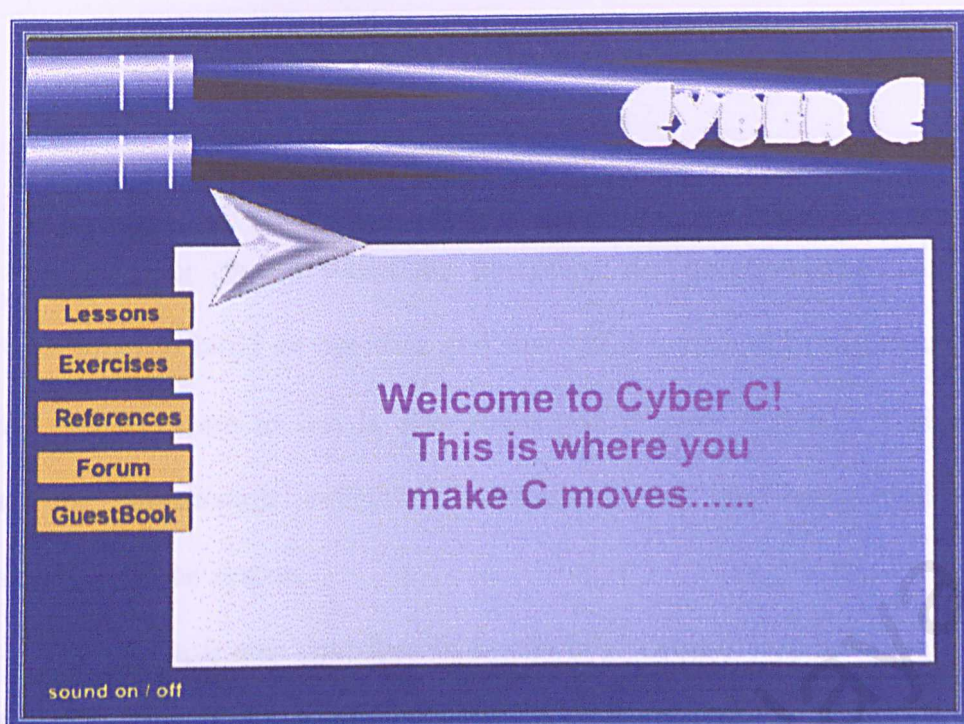 Cyber C
Lessons
Exercises
References
Forum
GuestBook
Welcome to Cyber C!
This is where you
make C moves......
sound on / off